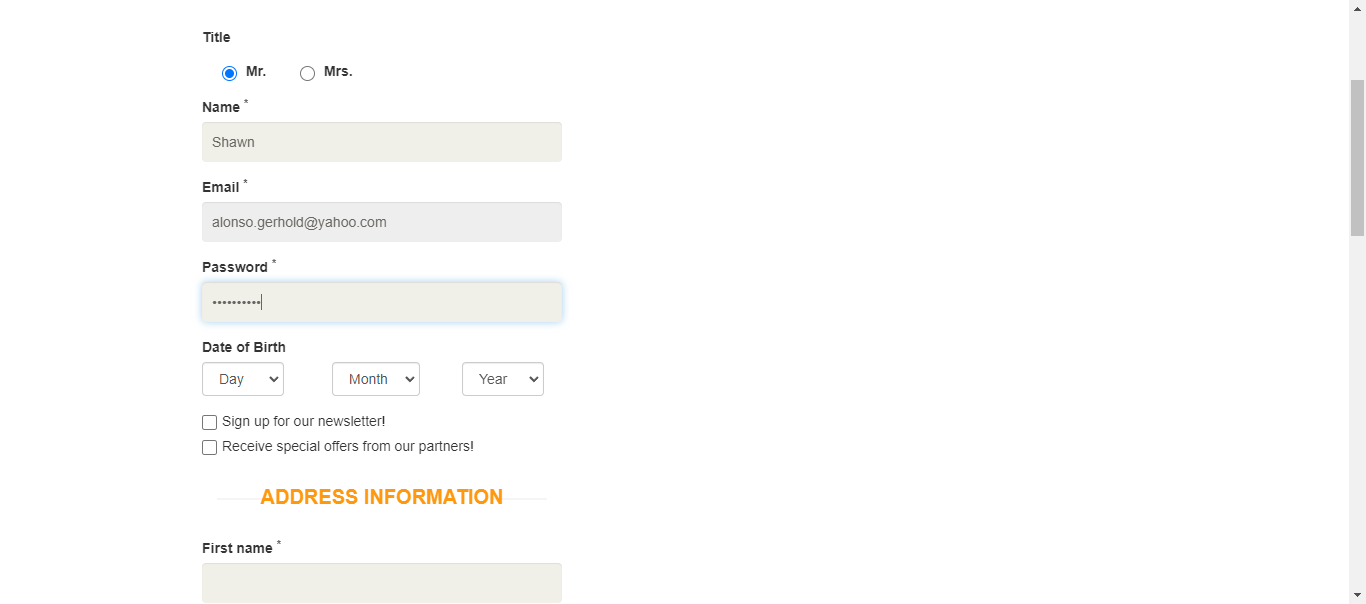 Title
Mr. Mrs.
Name *
Shawn
Email *
alonso.gerhold@yahoo.com
Password *
••••••••••
Date of Birth
Day Month Year
Sign up for our newsletter!
Receive special offers from our partners!
ADDRESS INFORMATION
First name *